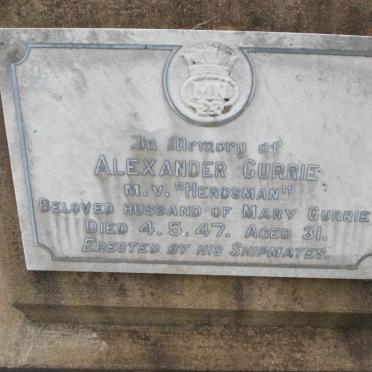 MN
In Memory of
ALEXANDER CURRIE
M.V. "HERDSMAN"
BELOVED HUSBAND OF MARY CURRIE
DIED 4.5.47. AGED 31.
ERECTED BY HIS SHIPMATES.